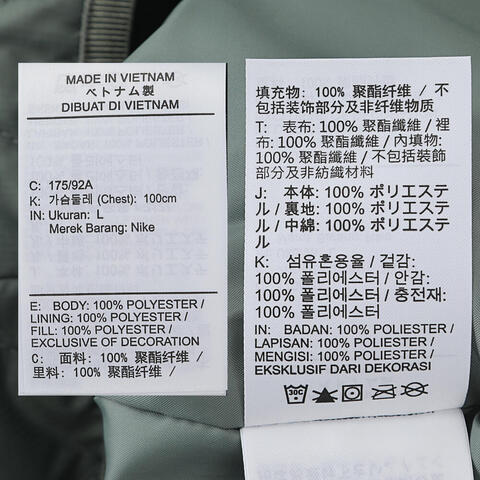 MADE IN VIETNAM
ベトナム製
DIBUAT DI VIETNAM
C: 175/92A
K: 가슴둘레 (Chest): 100cm
IN: Ukuran: L
Merek Barang: Nike
E: BODY: 100% POLYESTER /
LINING: 100% POLYESTER /
FILL: 100% POLYESTER /
EXCLUSIVE OF DECORATION
C: 面料: 100% 聚酯纤维 /
里料: 100% 聚酯纤维 /
填充物: 100% 聚酯纤维 / 不
包括装饰部分及非纤维物质
T: 表布: 100% 聚酯纖維 / 裡
布: 100% 聚酯纖維 / 內填物:
100% 聚酯纖維 / 不包括裝飾
部分及非紡織材料
J: 本体: 100% ポリエステ
ル / 裏地: 100% ポリエステ
ル / 中綿: 100% ポリエステ
ル
K: 섬유혼용율 / 겉감:
100% 폴리에스터 / 안감:
100% 폴리에스터 / 충전재:
100% 폴리에스터
IN: BADAN: 100% POLIESTER /
LAPISAN: 100% POLIESTER /
MENGISI: 100% POLIESTER /
EKSKLUSIF DARI DEKORASI
30C